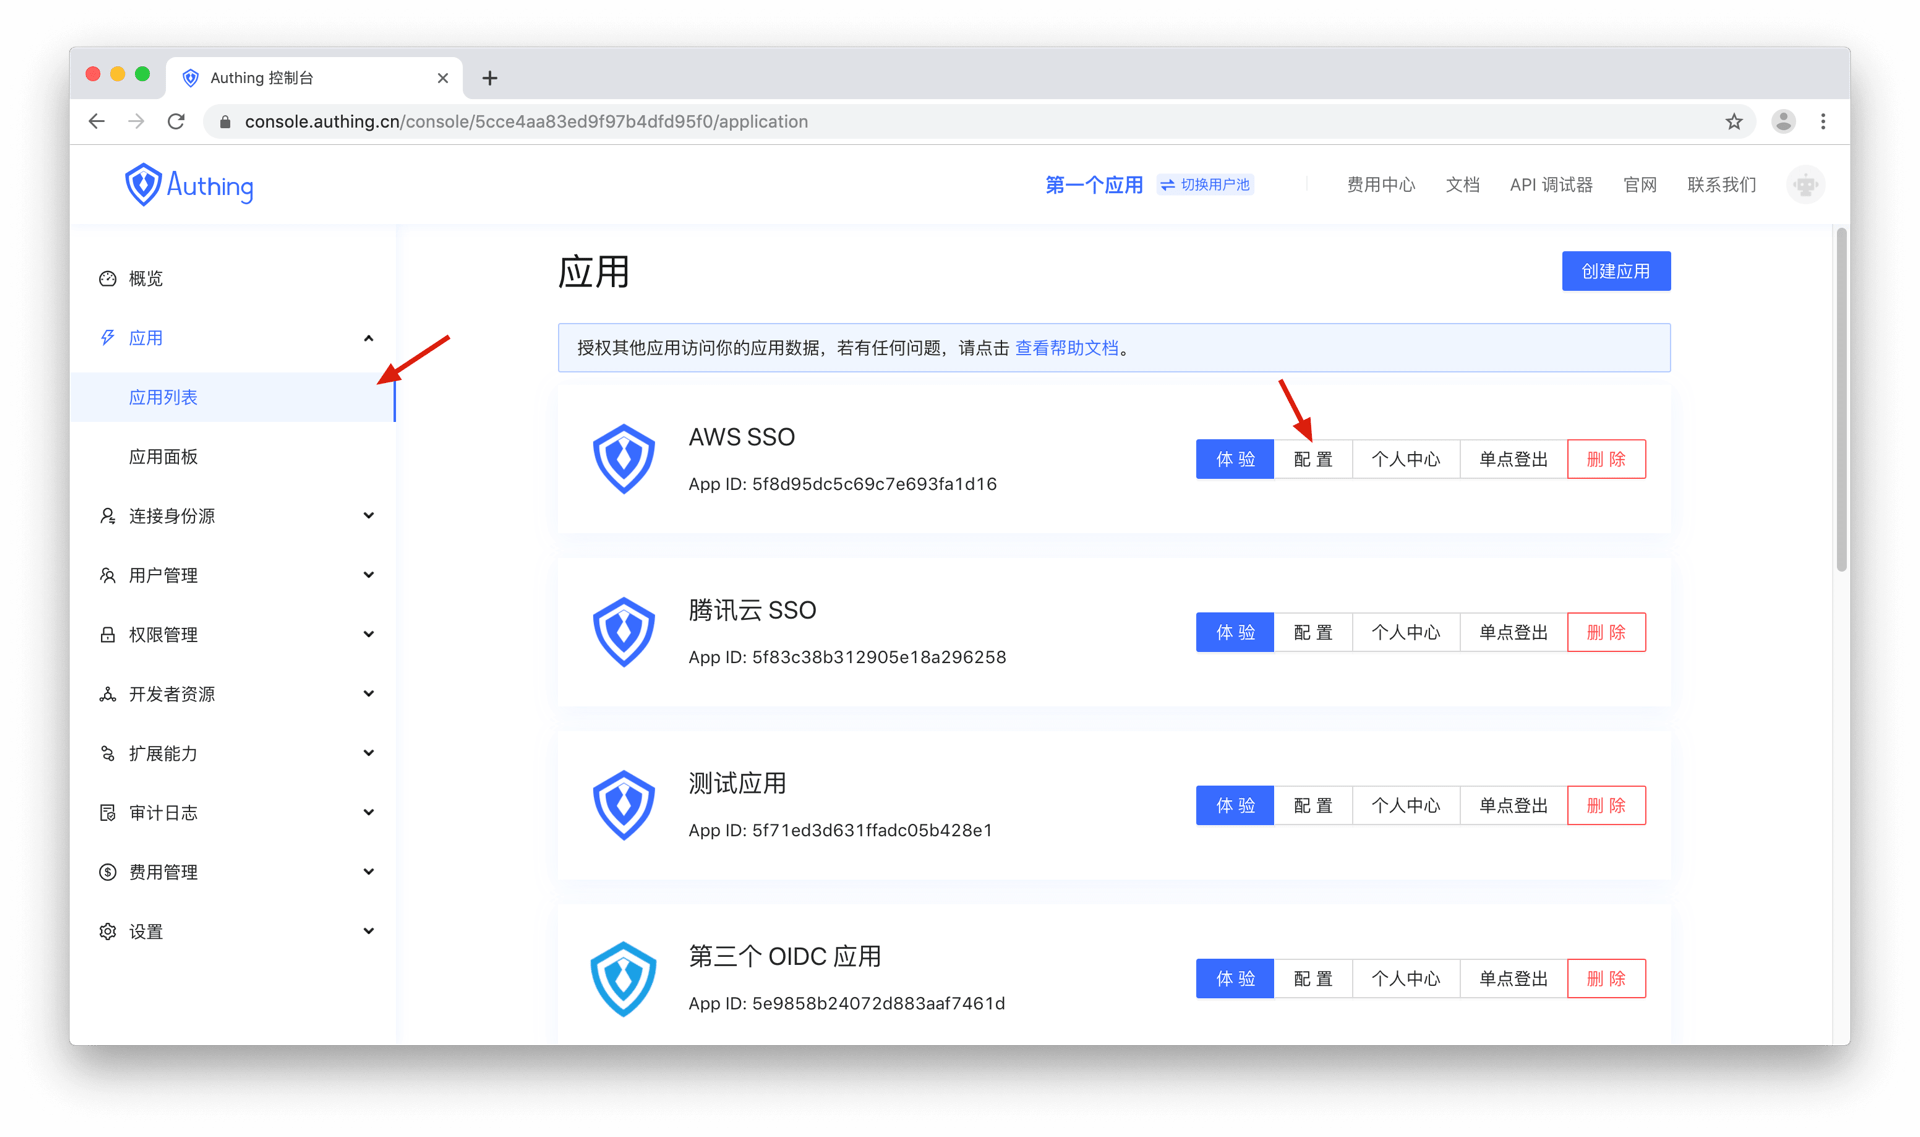 Authing 控制台
console.authing.cn/console/5cce4aa83ed9f97b4dfd95f0/application
Authing
第一个应用 切换用户池 费用中心 文档 API 调试器 官网 联系我们
概览
应用
应用列表
应用面板
连接身份源
用户管理
权限管理
开发者资源
扩展能力
审计日志
费用管理
设置
应用
创建应用
授权其他应用访问你的应用数据，若有任何问题，请点击 查看帮助文档。
AWS SSO
App ID: 5f8d95dc5c69c7e693fa1d16
体 验 配 置 个人中心 单点登出 删 除
腾讯云 SSO
App ID: 5f83c38b312905e18a296258
体 验 配 置 个人中心 单点登出 删 除
测试应用
App ID: 5f71ed3d631ffadc05b428e1
体 验 配 置 个人中心 单点登出 删 除
第三个 OIDC 应用
App ID: 5e9858b24072d883aaf7461d
体 验 配 置 个人中心 单点登出 删 除